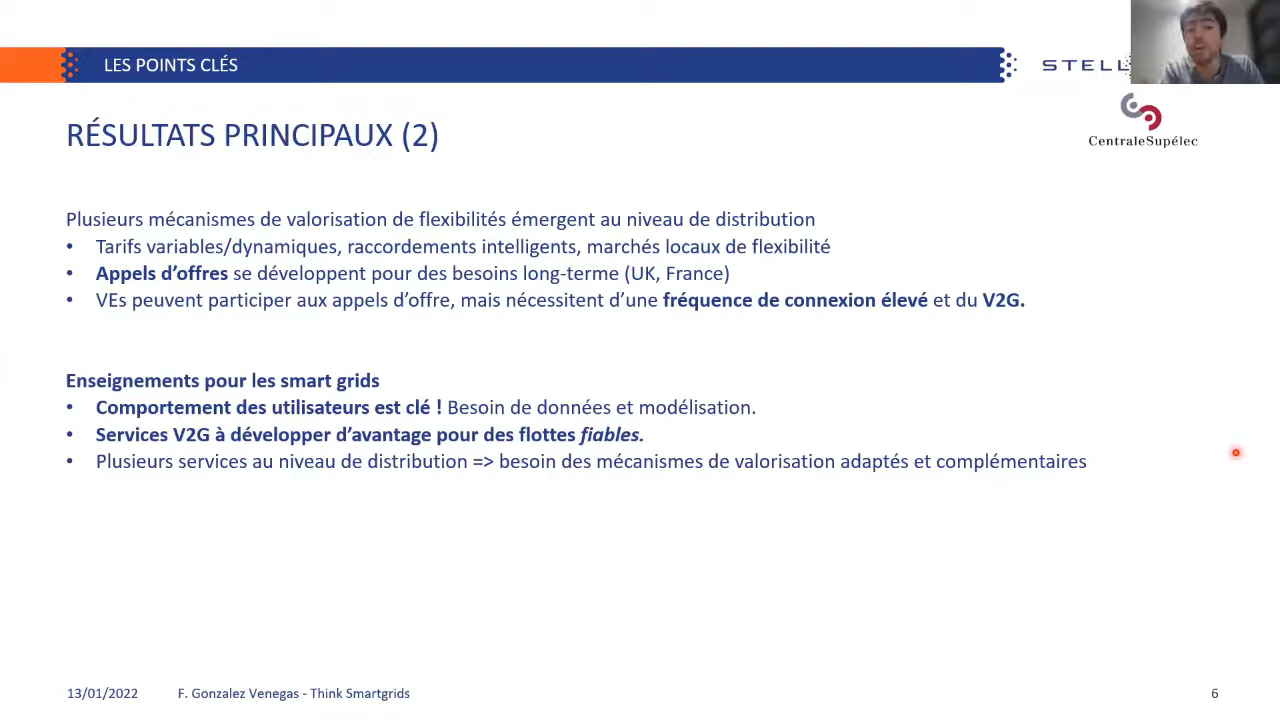 LES POINTS CLÉS
STELL
CentraleSupélec
RÉSULTATS PRINCIPAUX (2)
Plusieurs mécanismes de valorisation de flexibilités émergent au niveau de distribution
• Tarifs variables/dynamiques, raccordements intelligents, marchés locaux de flexibilité
• Appels d’offres se développent pour des besoins long-terme (UK, France)
• VEs peuvent participer aux appels d’offre, mais nécessitent d’une fréquence de connexion élevé et du V2G.
Enseignements pour les smart grids
• Comportement des utilisateurs est clé ! Besoin de données et modélisation.
• Services V2G à développer d’avantage pour des flottes fiables.
• Plusieurs services au niveau de distribution => besoin des mécanismes de valorisation adaptés et complémentaires
13/01/2022 F. Gonzalez Venegas - Think Smartgrids 6